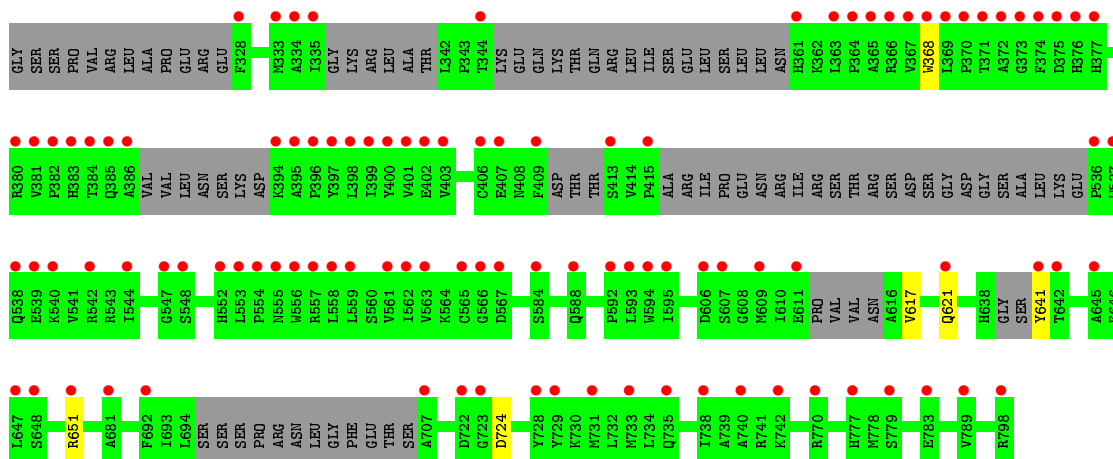 GLY SER SER PRO VAL ARG LEU ALA PRO GLU ARG GLU F328 M333 A334 I335 GLY LYS ARG LEU ALA THR L342 P343 T344 LYS GLU GLN LYS THR GLN ARG LEU ILE SER GLU LEU SER LEU LEU ASN H361 K362 L363 P364 A365 R366 V367 W368 L369 P370 T371 A372 G373 F374 D375 H376 H377
R380 V381 P382 H383 T384 Q385 A386 VAL VAL LEU ASN SER LYS ASP K394 A395 P396 Y397 L398 I399 Y400 V401 E402 V403 C406 E407 N408 F409 ASP THR THR S413 V414 P415 ALA ARG ILE PRO GLU ASN ARG ILE ARG SER THR ARG SER ASP SER GLY ASP GLY SER ALA LEU LYS GLU P536
Q538 E539 K540 V541 R542 R543 I544 G547 S548 H552 L553 P554 N555 W556 R557 L558 L559 S560 V561 I562 V563 K564 C565 G566 D567 S584 Q588 P592 L593 W594 I595 D606 S607 G608 M609 I610 E611 PRO VAL VAL ASN A616 V617 Q621 H638 GLY SER Y641 T642 A645
L647 S648 R651 A681 F692 I693 L694 SER SER SER PRO ARG ASN LEU GLY PHE GLU THR SER A707 D722 G723 D724 Y728 Y729 K730 M731 L732 M733 L734 Q735 I738 A739 A740 R741 K742 R770 H777 M778 S779 E783 V789 R798